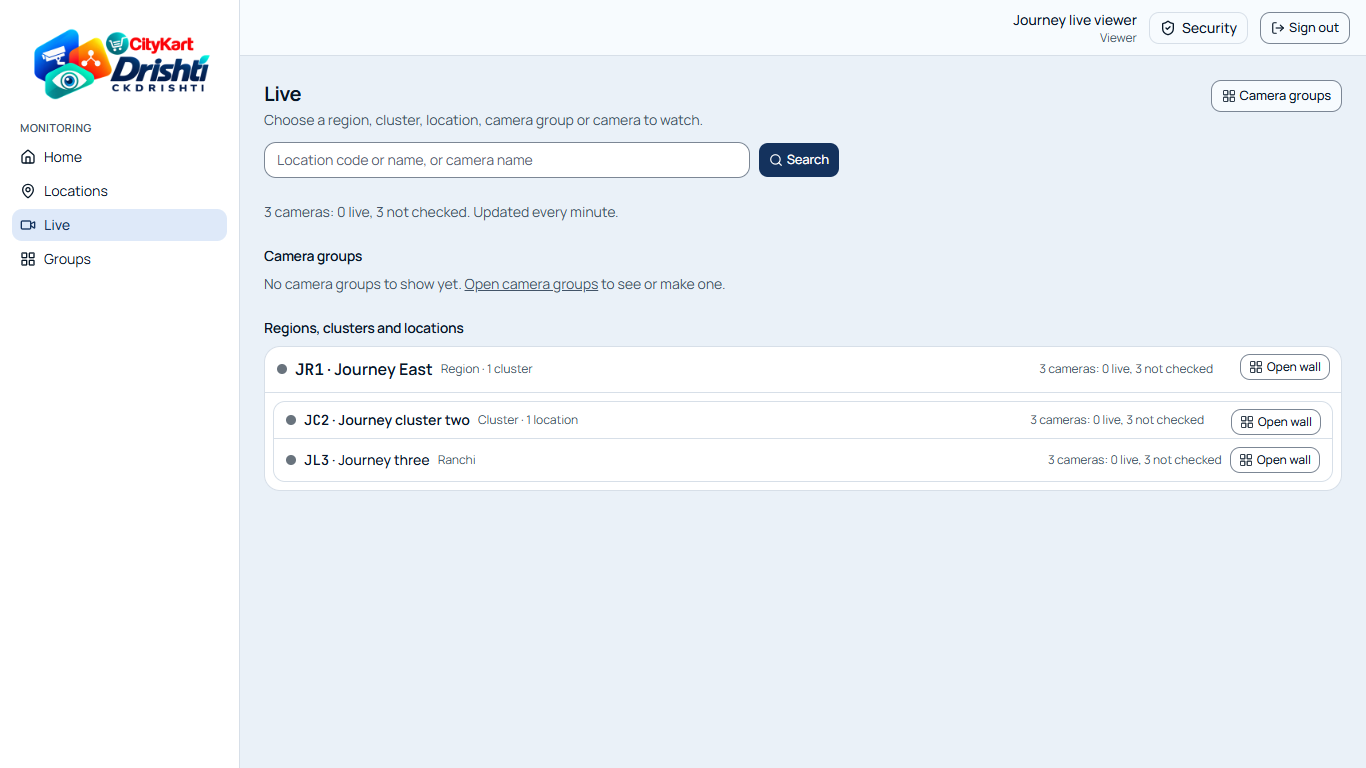 CityKart
Drishti
CKDRISHTI
MONITORING
Home
Locations
Live
Groups
Journey live viewer
Viewer
Security
Sign out
Live
Camera groups
Choose a region, cluster, location, camera group or camera to watch.
Location code or name, or camera name
Search
3 cameras: 0 live, 3 not checked. Updated every minute.
Camera groups
No camera groups to show yet. Open camera groups to see or make one.
Regions, clusters and locations
JR1 · Journey East Region · 1 cluster 3 cameras: 0 live, 3 not checked Open wall
JC2 · Journey cluster two Cluster · 1 location 3 cameras: 0 live, 3 not checked Open wall
JL3 · Journey three Ranchi 3 cameras: 0 live, 3 not checked Open wall